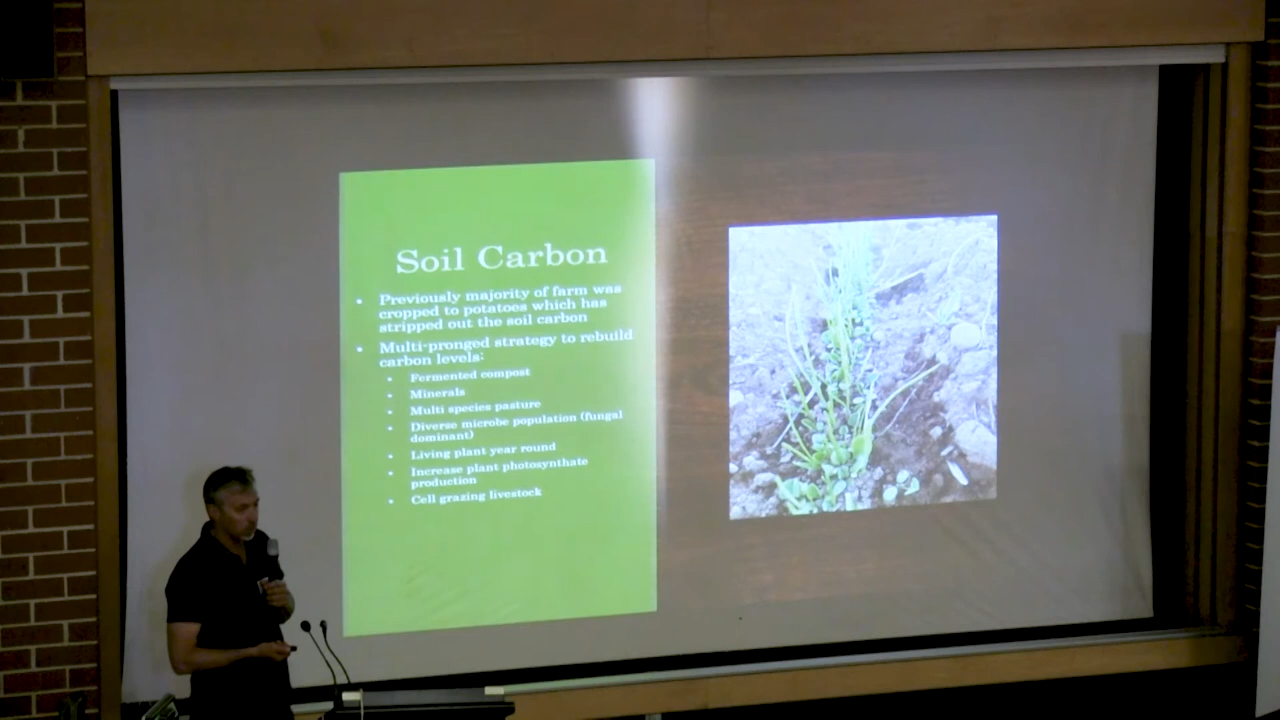 Soil Carbon
• Previously majority of farm was
cropped to potatoes which has
stripped out the soil carbon
• Multi-pronged strategy to rebuild
carbon levels:
• Fermented compost
• Minerals
• Multi species pasture
• Diverse microbe population (fungal
dominant)
• Living plant year round
• Increase plant photosynthate
production
• Cell grazing livestock